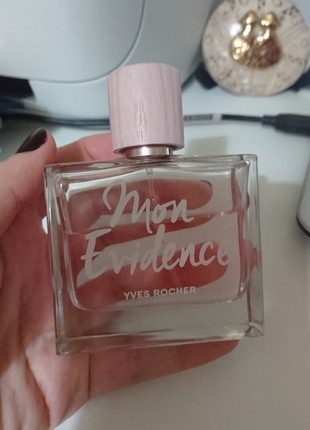 Mon
Evidence
YVES ROCHER